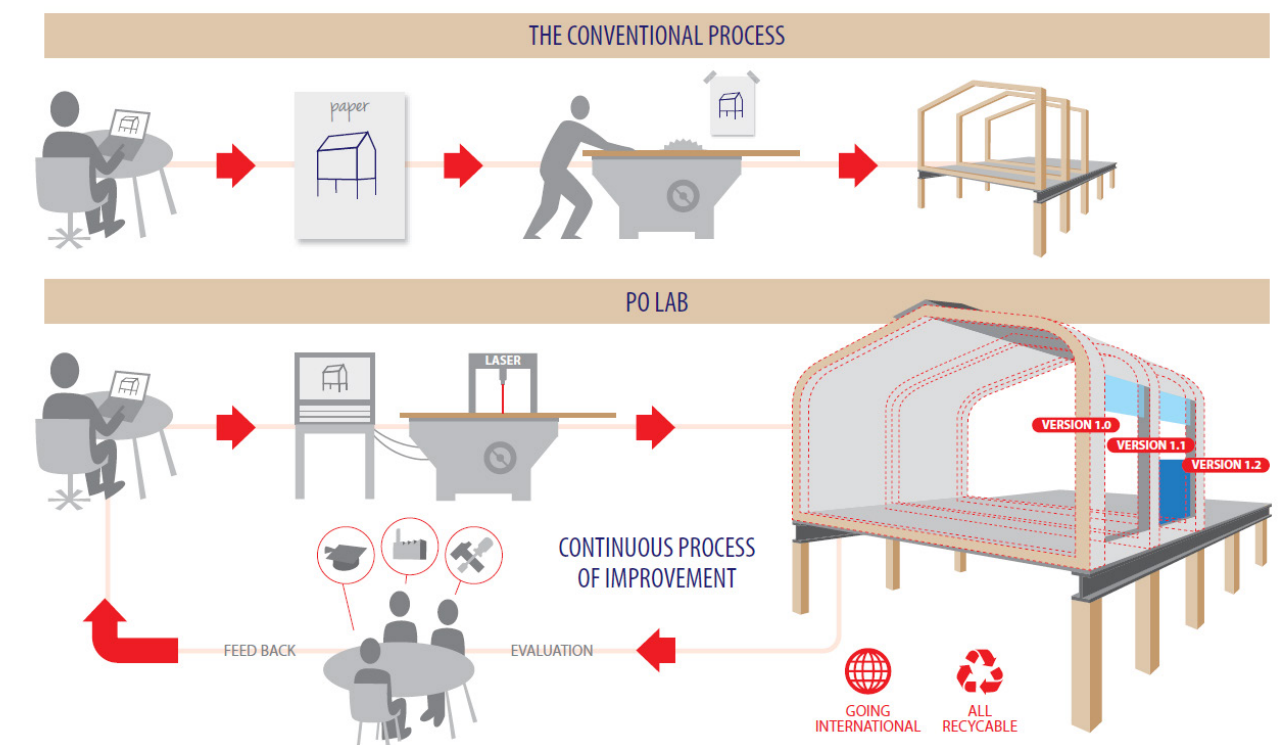 THE CONVENTIONAL PROCESS
paper
PO LAB
LASER
VERSION 1.0
VERSION 1.1
VERSION 1.2
CONTINUOUS PROCESS
OF IMPROVEMENT
FEED BACK
EVALUATION
GOING
INTERNATIONAL
ALL
RECYCABLE